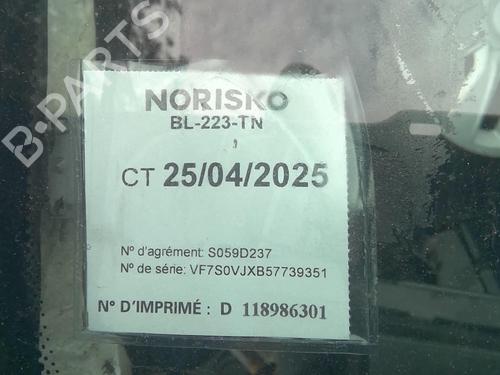 B-PARTS
NORISKO
BL-223-TN
CT 25/04/2025
N° d'agrément: S059D237
N° de série: VF7S0VJXB57739351
N° D'IMPRIMÉ : D 118986301